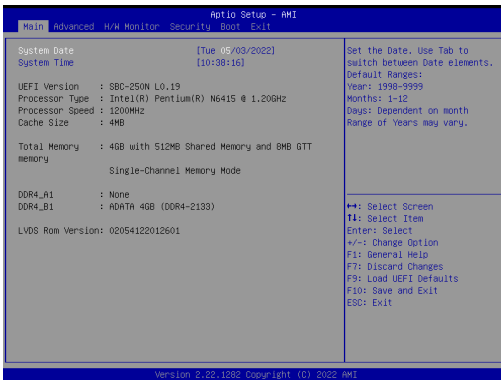 Aptio Setup - AMI
Main Advanced H/W Monitor Security Boot Exit
System Date [Tue 05/03/2022]
System Time [10:38:16]
UEFI Version : SBC-250N L0.19
Processor Type : Intel(R) Pentium(R) N6415 @ 1.20GHz
Processor Speed : 1200MHz
Cache Size : 4MB
Total Memory : 4GB with 512MB Shared Memory and 8MB GTT
memory
Single-Channel Memory Mode
DDR4_A1 : None
DDR4_B1 : ADATA 4GB (DDR4-2133)
LVDS Rom Version: 02054122012601
Set the Date. Use Tab to
switch between Date elements.
Default Ranges:
Year: 1998-9999
Months: 1-12
Days: Dependent on month
Range of Years may vary.
↔: Select Screen
↑↓: Select Item
Enter: Select
+/-: Change Option
F1: General Help
F7: Discard Changes
F9: Load UEFI Defaults
F10: Save and Exit
ESC: Exit
Version 2.22.1282 Copyright (C) 2022 AMI